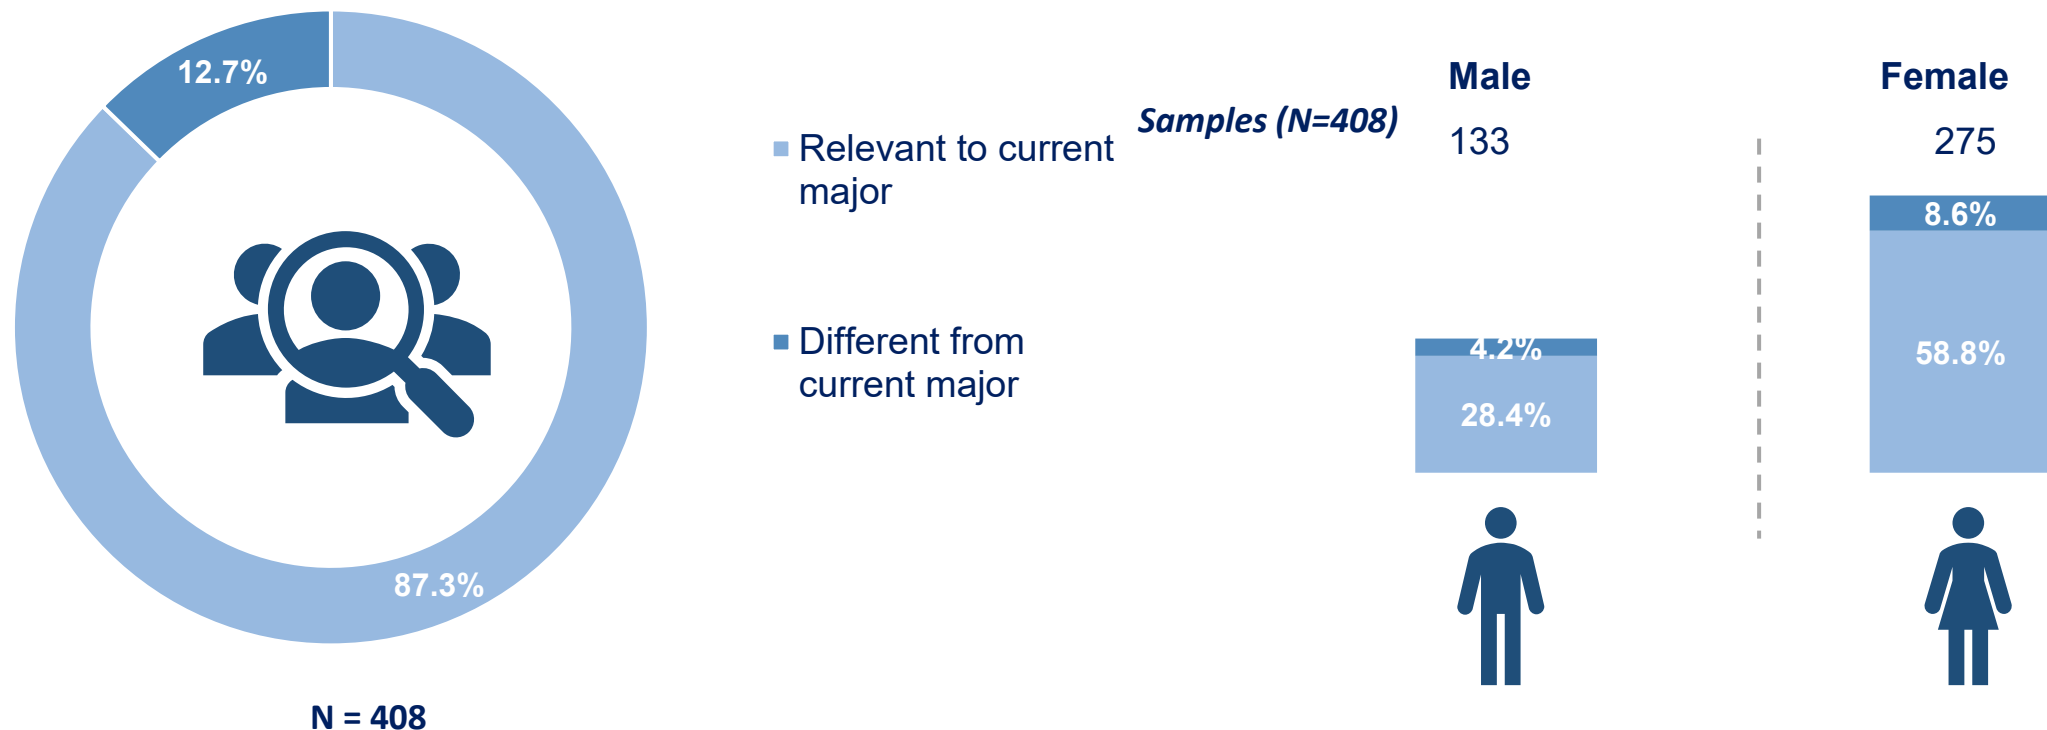 12.7%
87.3%
N = 408
Relevant to current
major
Different from
current major
Samples (N=408)
Male
133
4.2%
28.4%
Female
275
8.6%
58.8%